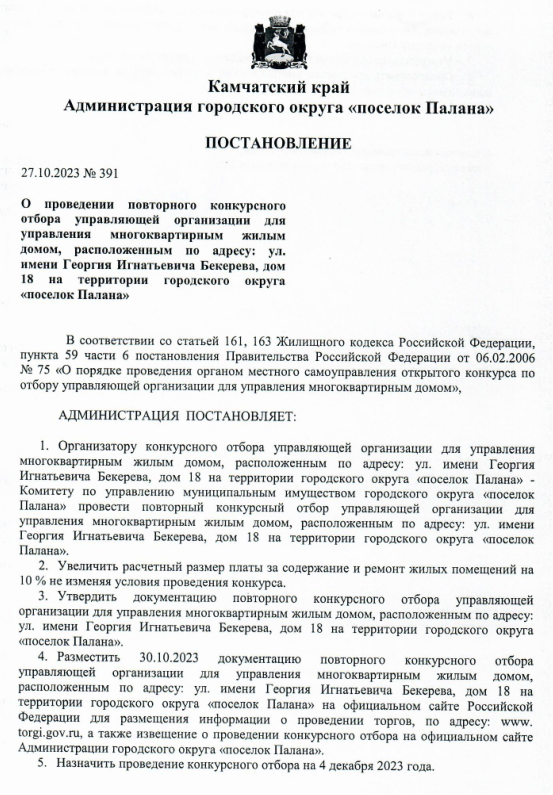 Камчатский край
Администрация городского округа «поселок Палана»
ПОСТАНОВЛЕНИЕ
27.10.2023 № 391
О проведении повторного конкурсного
отбора управляющей организации для
управления многоквартирным жилым
домом, расположенным по адресу: ул.
имени Георгия Игнатьевича Бекерева, дом
18 на территории городского округа
«поселок Палана»
В соответствии со статьей 161, 163 Жилищного кодекса Российской Федерации,
пункта 59 части 6 постановления Правительства Российской Федерации от 06.02.2006
№ 75 «О порядке проведения органом местного самоуправления открытого конкурса по
отбору управляющей организации для управления многоквартирным домом»,
АДМИНИСТРАЦИЯ ПОСТАНОВЛЯЕТ:
1. Организатору конкурсного отбора управляющей организации для управления
многоквартирным жилым домом, расположенным по адресу: ул. имени Георгия
Игнатьевича Бекерева, дом 18 на территории городского округа «поселок Палана» -
Комитету по управлению муниципальным имуществом городского округа «поселок
Палана» провести повторный конкурсный отбор управляющей организации для
управления многоквартирным жилым домом, расположенным по адресу: ул. имени
Георгия Игнатьевича Бекерева, дом 18 на территории городского округа «поселок
Палана».
2. Увеличить расчетный размер платы за содержание и ремонт жилых помещений на
10 % не изменяя условия проведения конкурса.
3. Утвердить документацию повторного конкурсного отбора управляющей
организации для управления многоквартирным жилым домом, расположенным по адресу:
ул. имени Георгия Игнатьевича Бекерева, дом 18 на территории городского округа
«поселок Палана».
4. Разместить 30.10.2023 документацию повторного конкурсного отбора
управляющей организации для управления многоквартирным жилым домом,
расположенным по адресу: ул. имени Георгия Игнатьевича Бекерева, дом 18 на
территории городского округа «поселок Палана» на официальном сайте Российской
Федерации для размещения информации о проведении торгов, по адресу: www.
torgi.gov.ru, а также извещение о проведении конкурсного отбора на официальном сайте
Администрации городского округа «поселок Палана».
5. Назначить проведение конкурсного отбора на 4 декабря 2023 года.